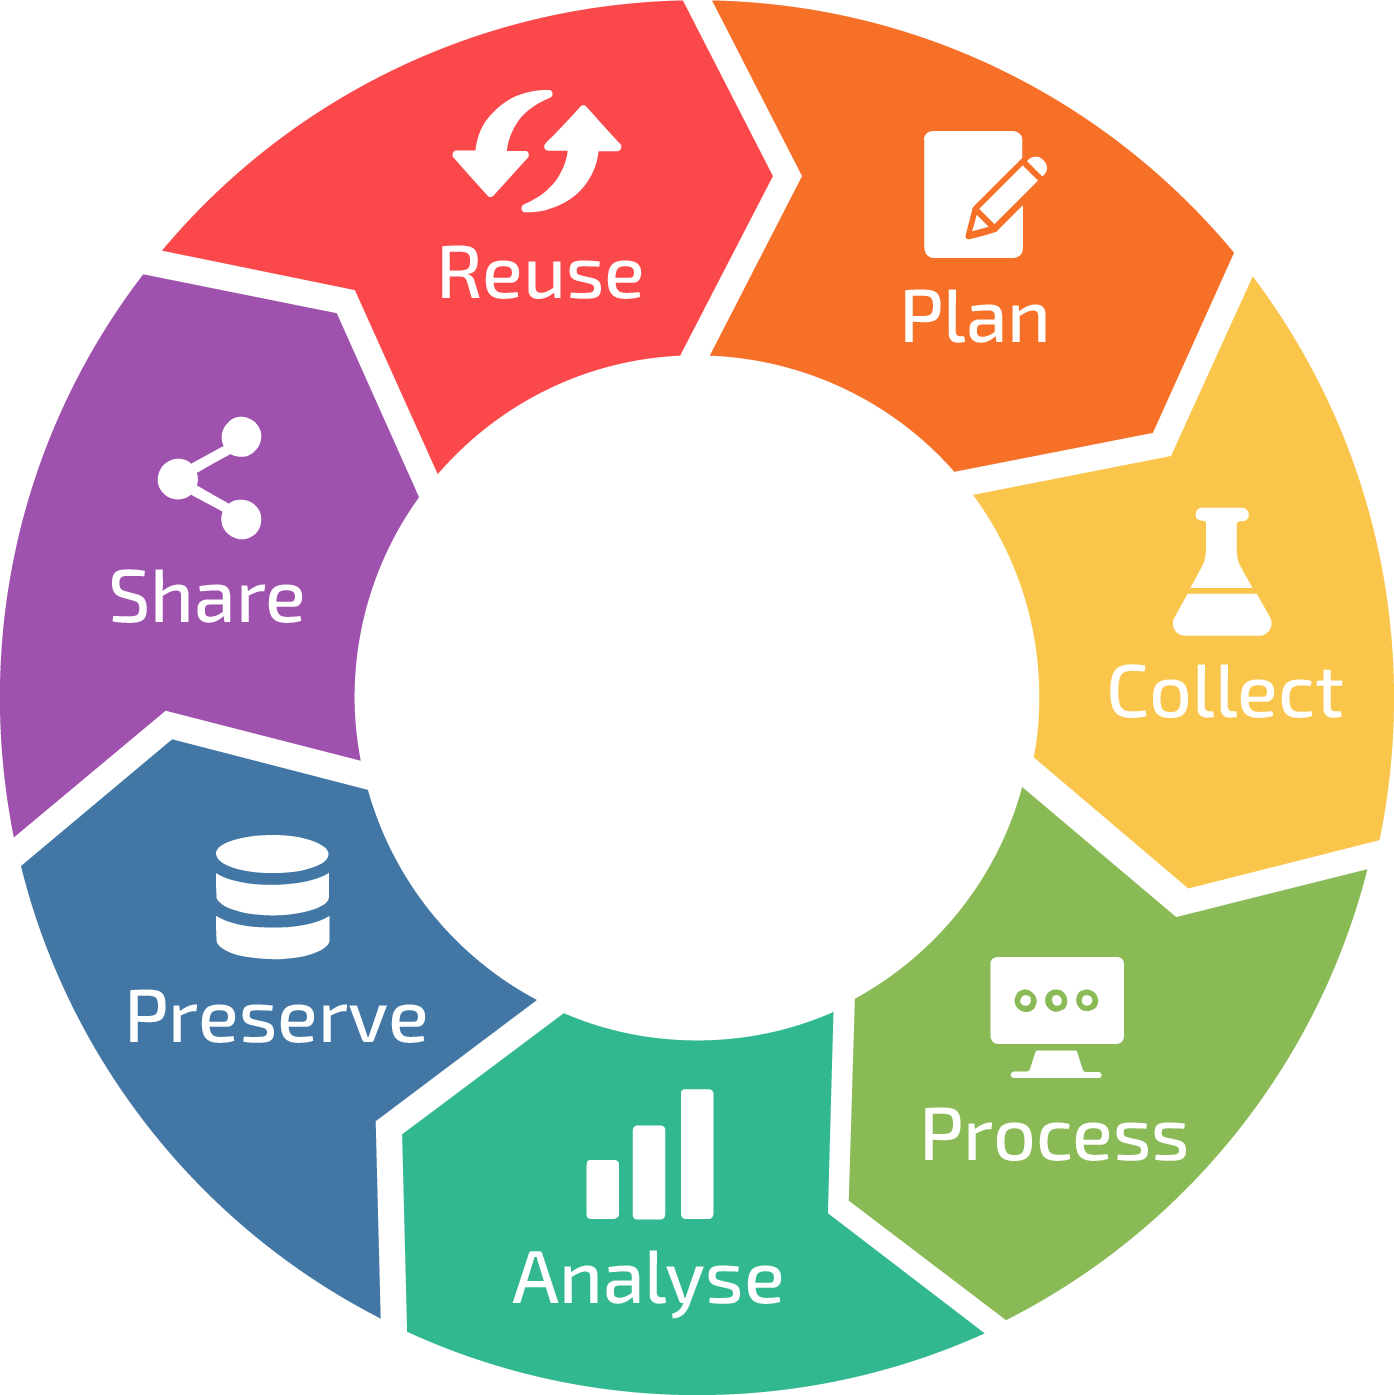 Plan
Collect
Process
Analyse
Preserve
Share
Reuse